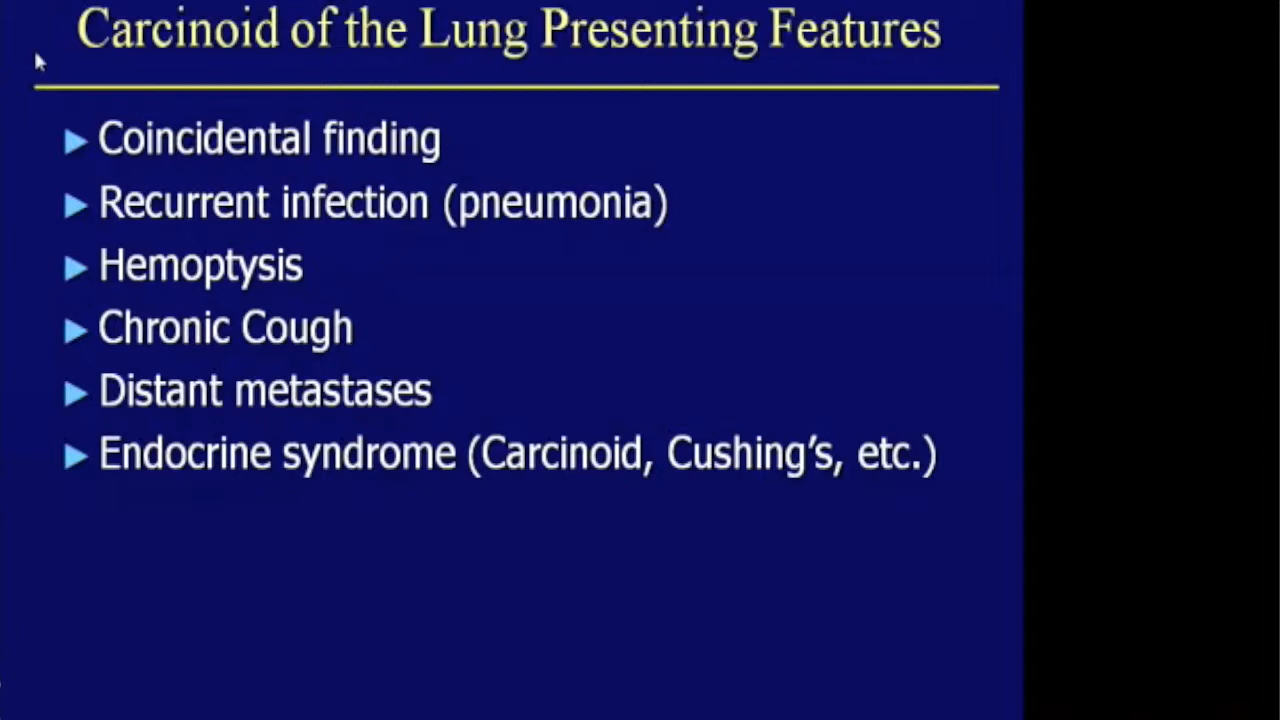 Carcinoid of the Lung Presenting Features
Coincidental finding
Recurrent infection (pneumonia)
Hemoptysis
Chronic Cough
Distant metastases
Endocrine syndrome (Carcinoid, Cushing's, etc.)